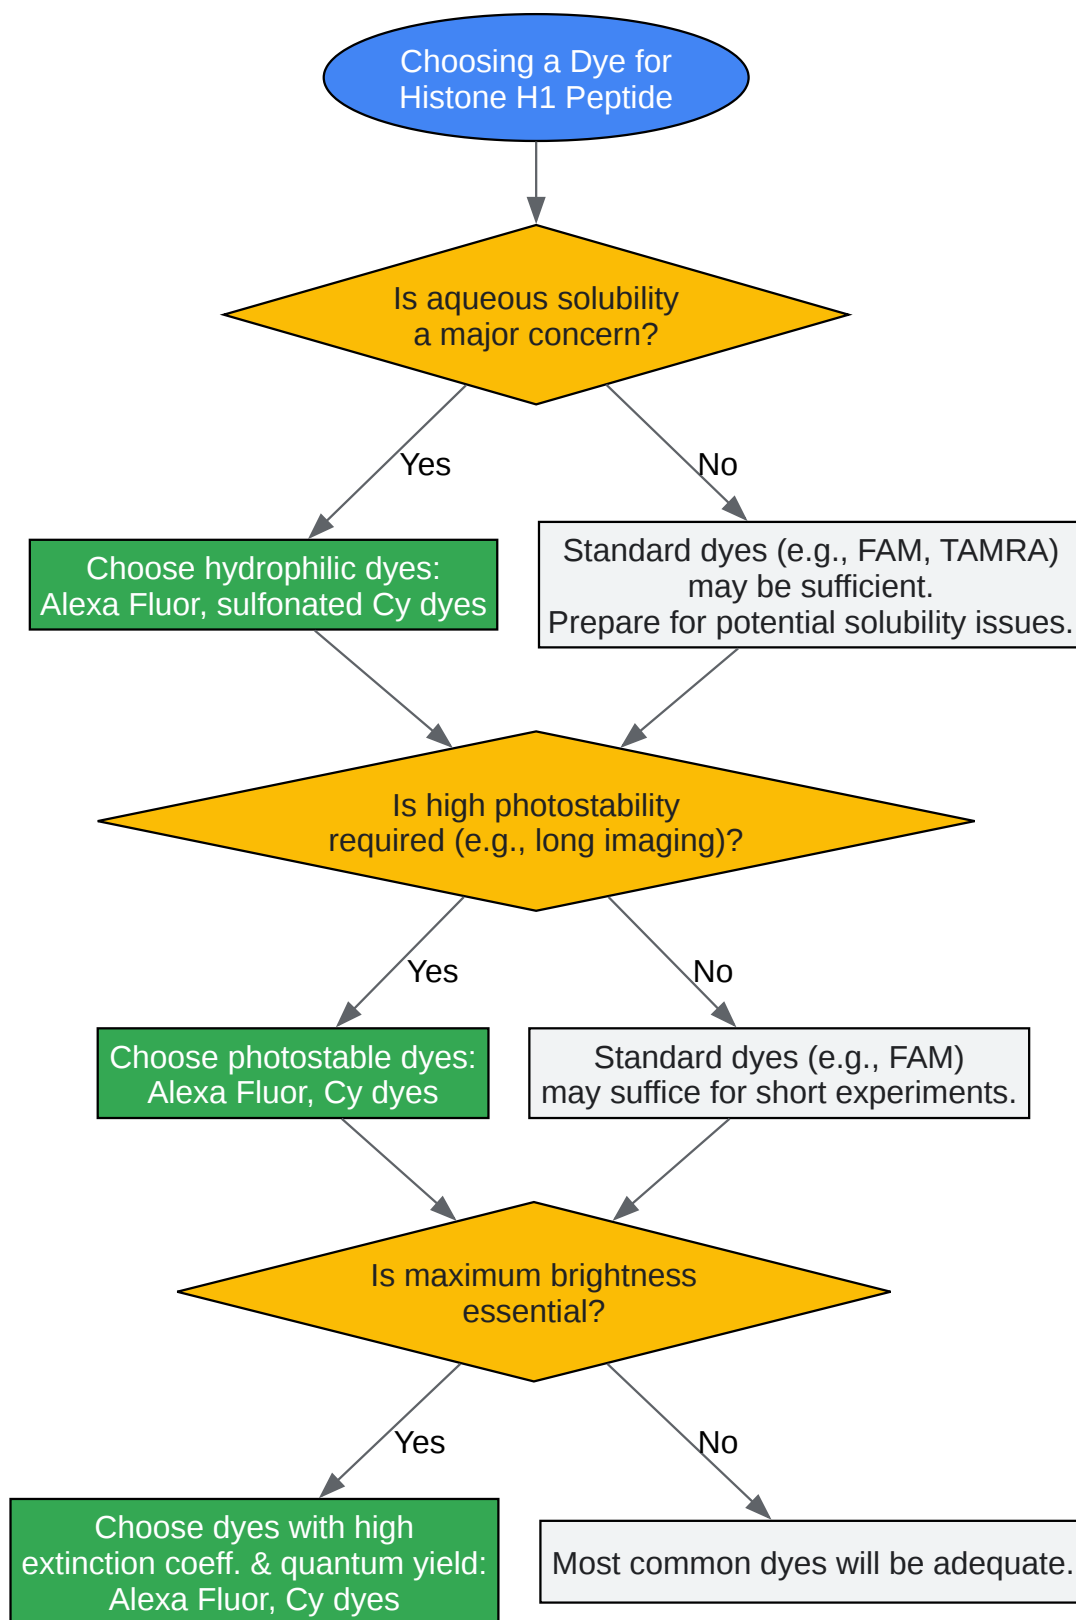 Choosing a Dye for
Histone H1 Peptide
Is aqueous solubility
a major concern?
Yes
No
Choose hydrophilic dyes:
Alexa Fluor, sulfonated Cy dyes
Standard dyes (e.g., FAM, TAMRA)
may be sufficient.
Prepare for potential solubility issues.
Is high photostability
required (e.g., long imaging)?
Yes
No
Choose photostable dyes:
Alexa Fluor, Cy dyes
Standard dyes (e.g., FAM)
may suffice for short experiments.
Is maximum brightness
essential?
Yes
No
Choose dyes with high
extinction coeff. & quantum yield:
Alexa Fluor, Cy dyes
Most common dyes will be adequate.